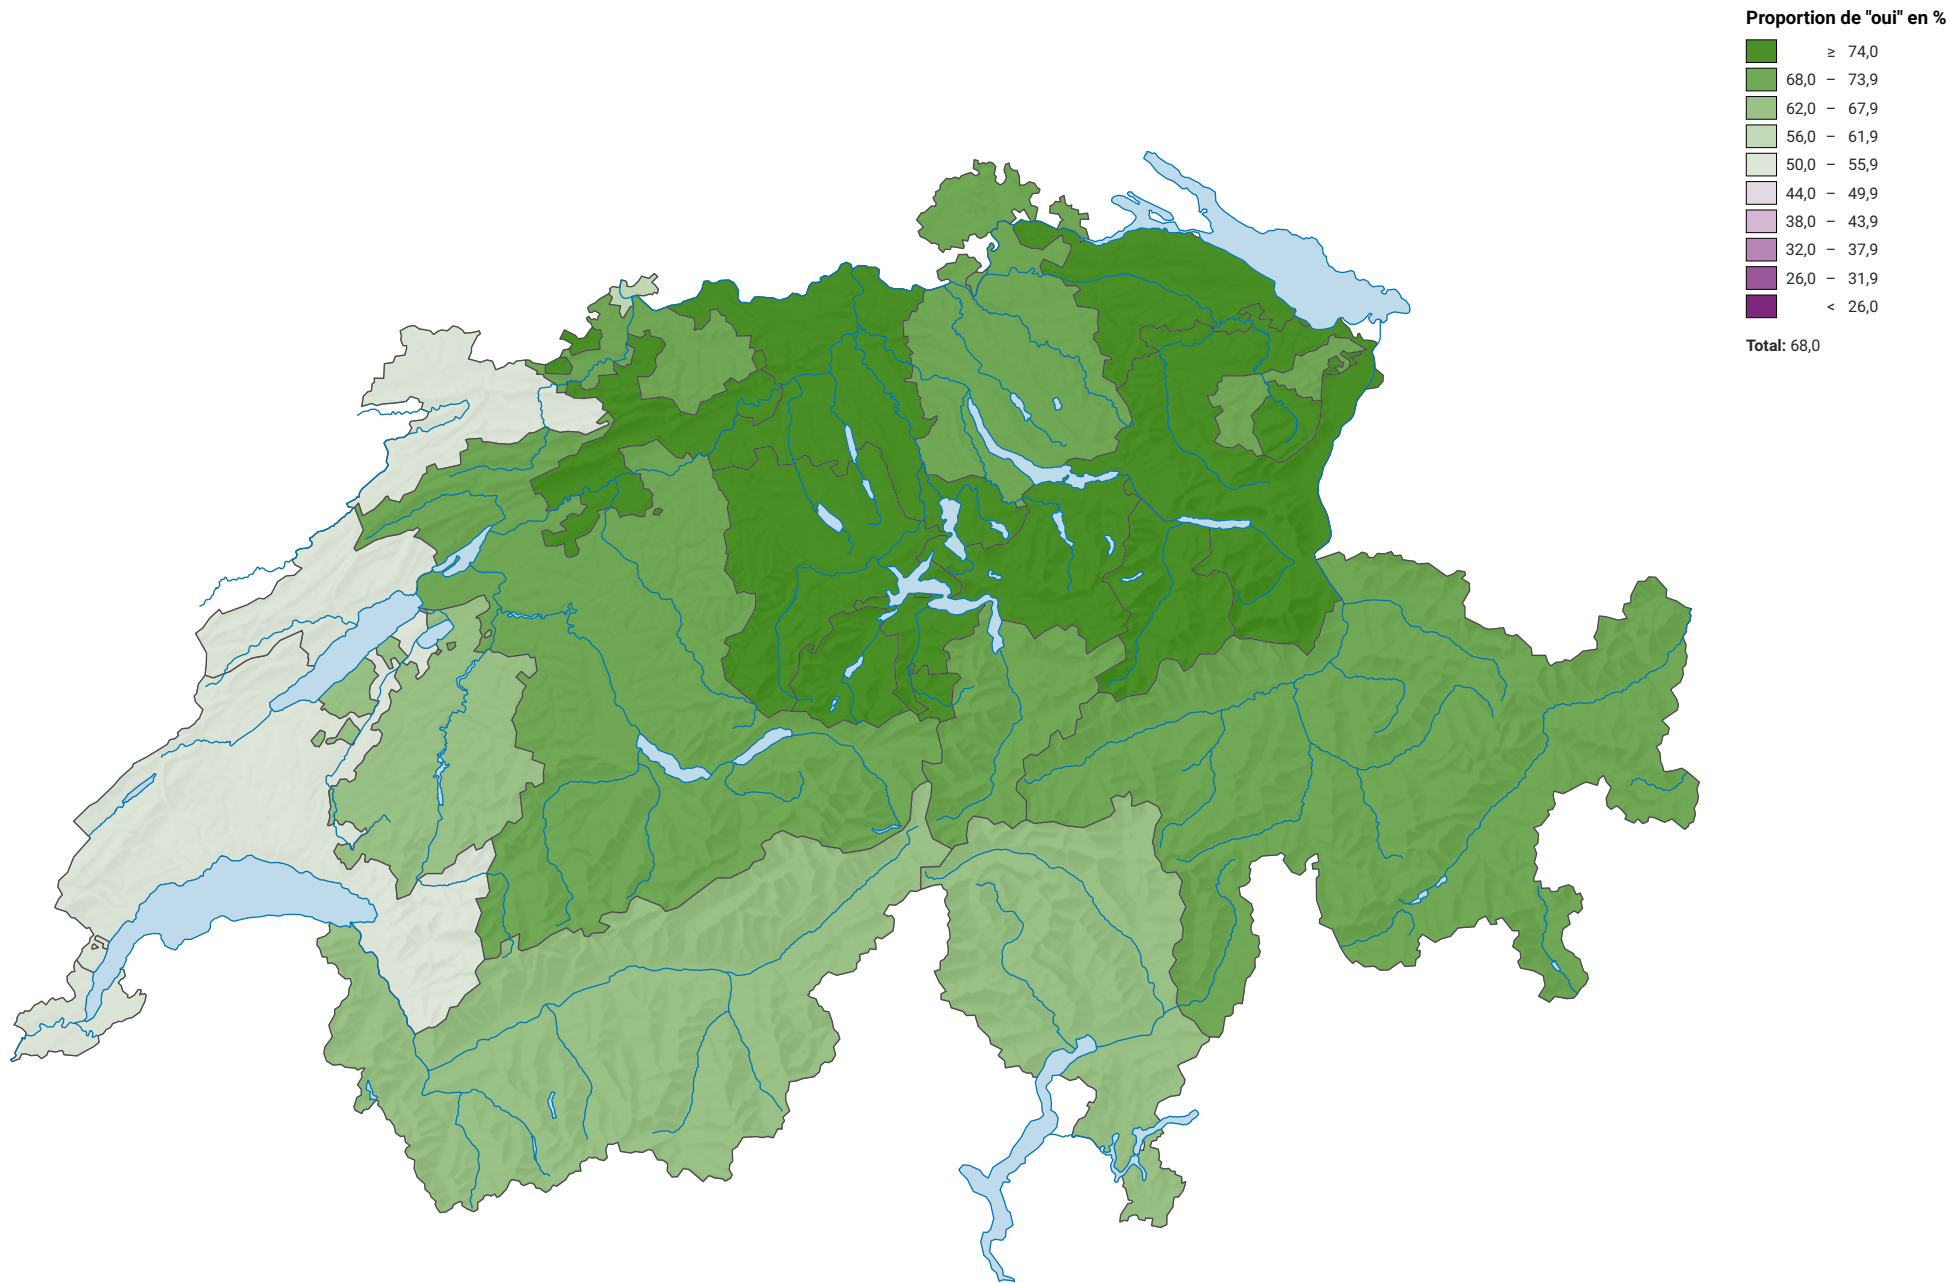 Proportion de "oui" en %
≥ 74,0
68,0 – 73,9
62,0 – 67,9
56,0 – 61,9
50,0 – 55,9
44,0 – 49,9
38,0 – 43,9
32,0 – 37,9
26,0 – 31,9
< 26,0
Total: 68,0